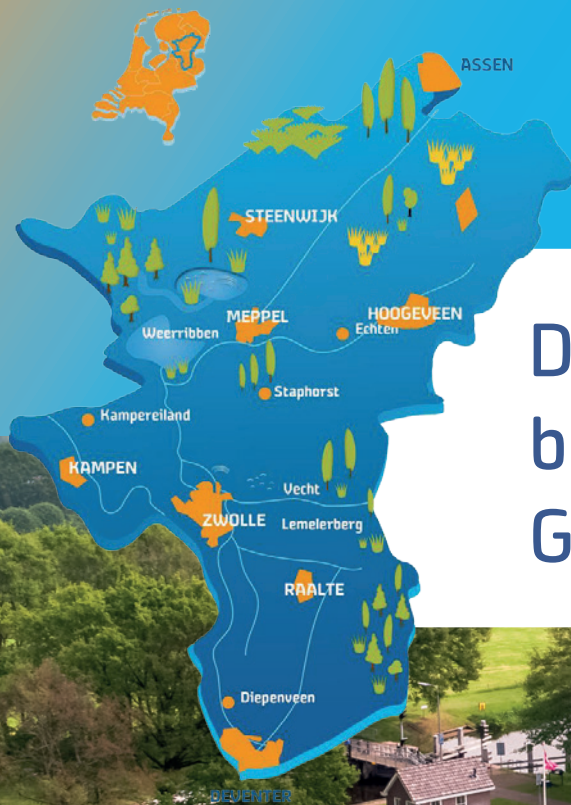 ASSEN
STEENWIJK
MEPPEL
HOOGEVEEN
Weerribben
Echten
Staphorst
Kampereiland
KAMPEN
Vecht
ZWOLLE
Lemelerberg
RAALTE
Diepenveen
DEVENTER
D
b
G